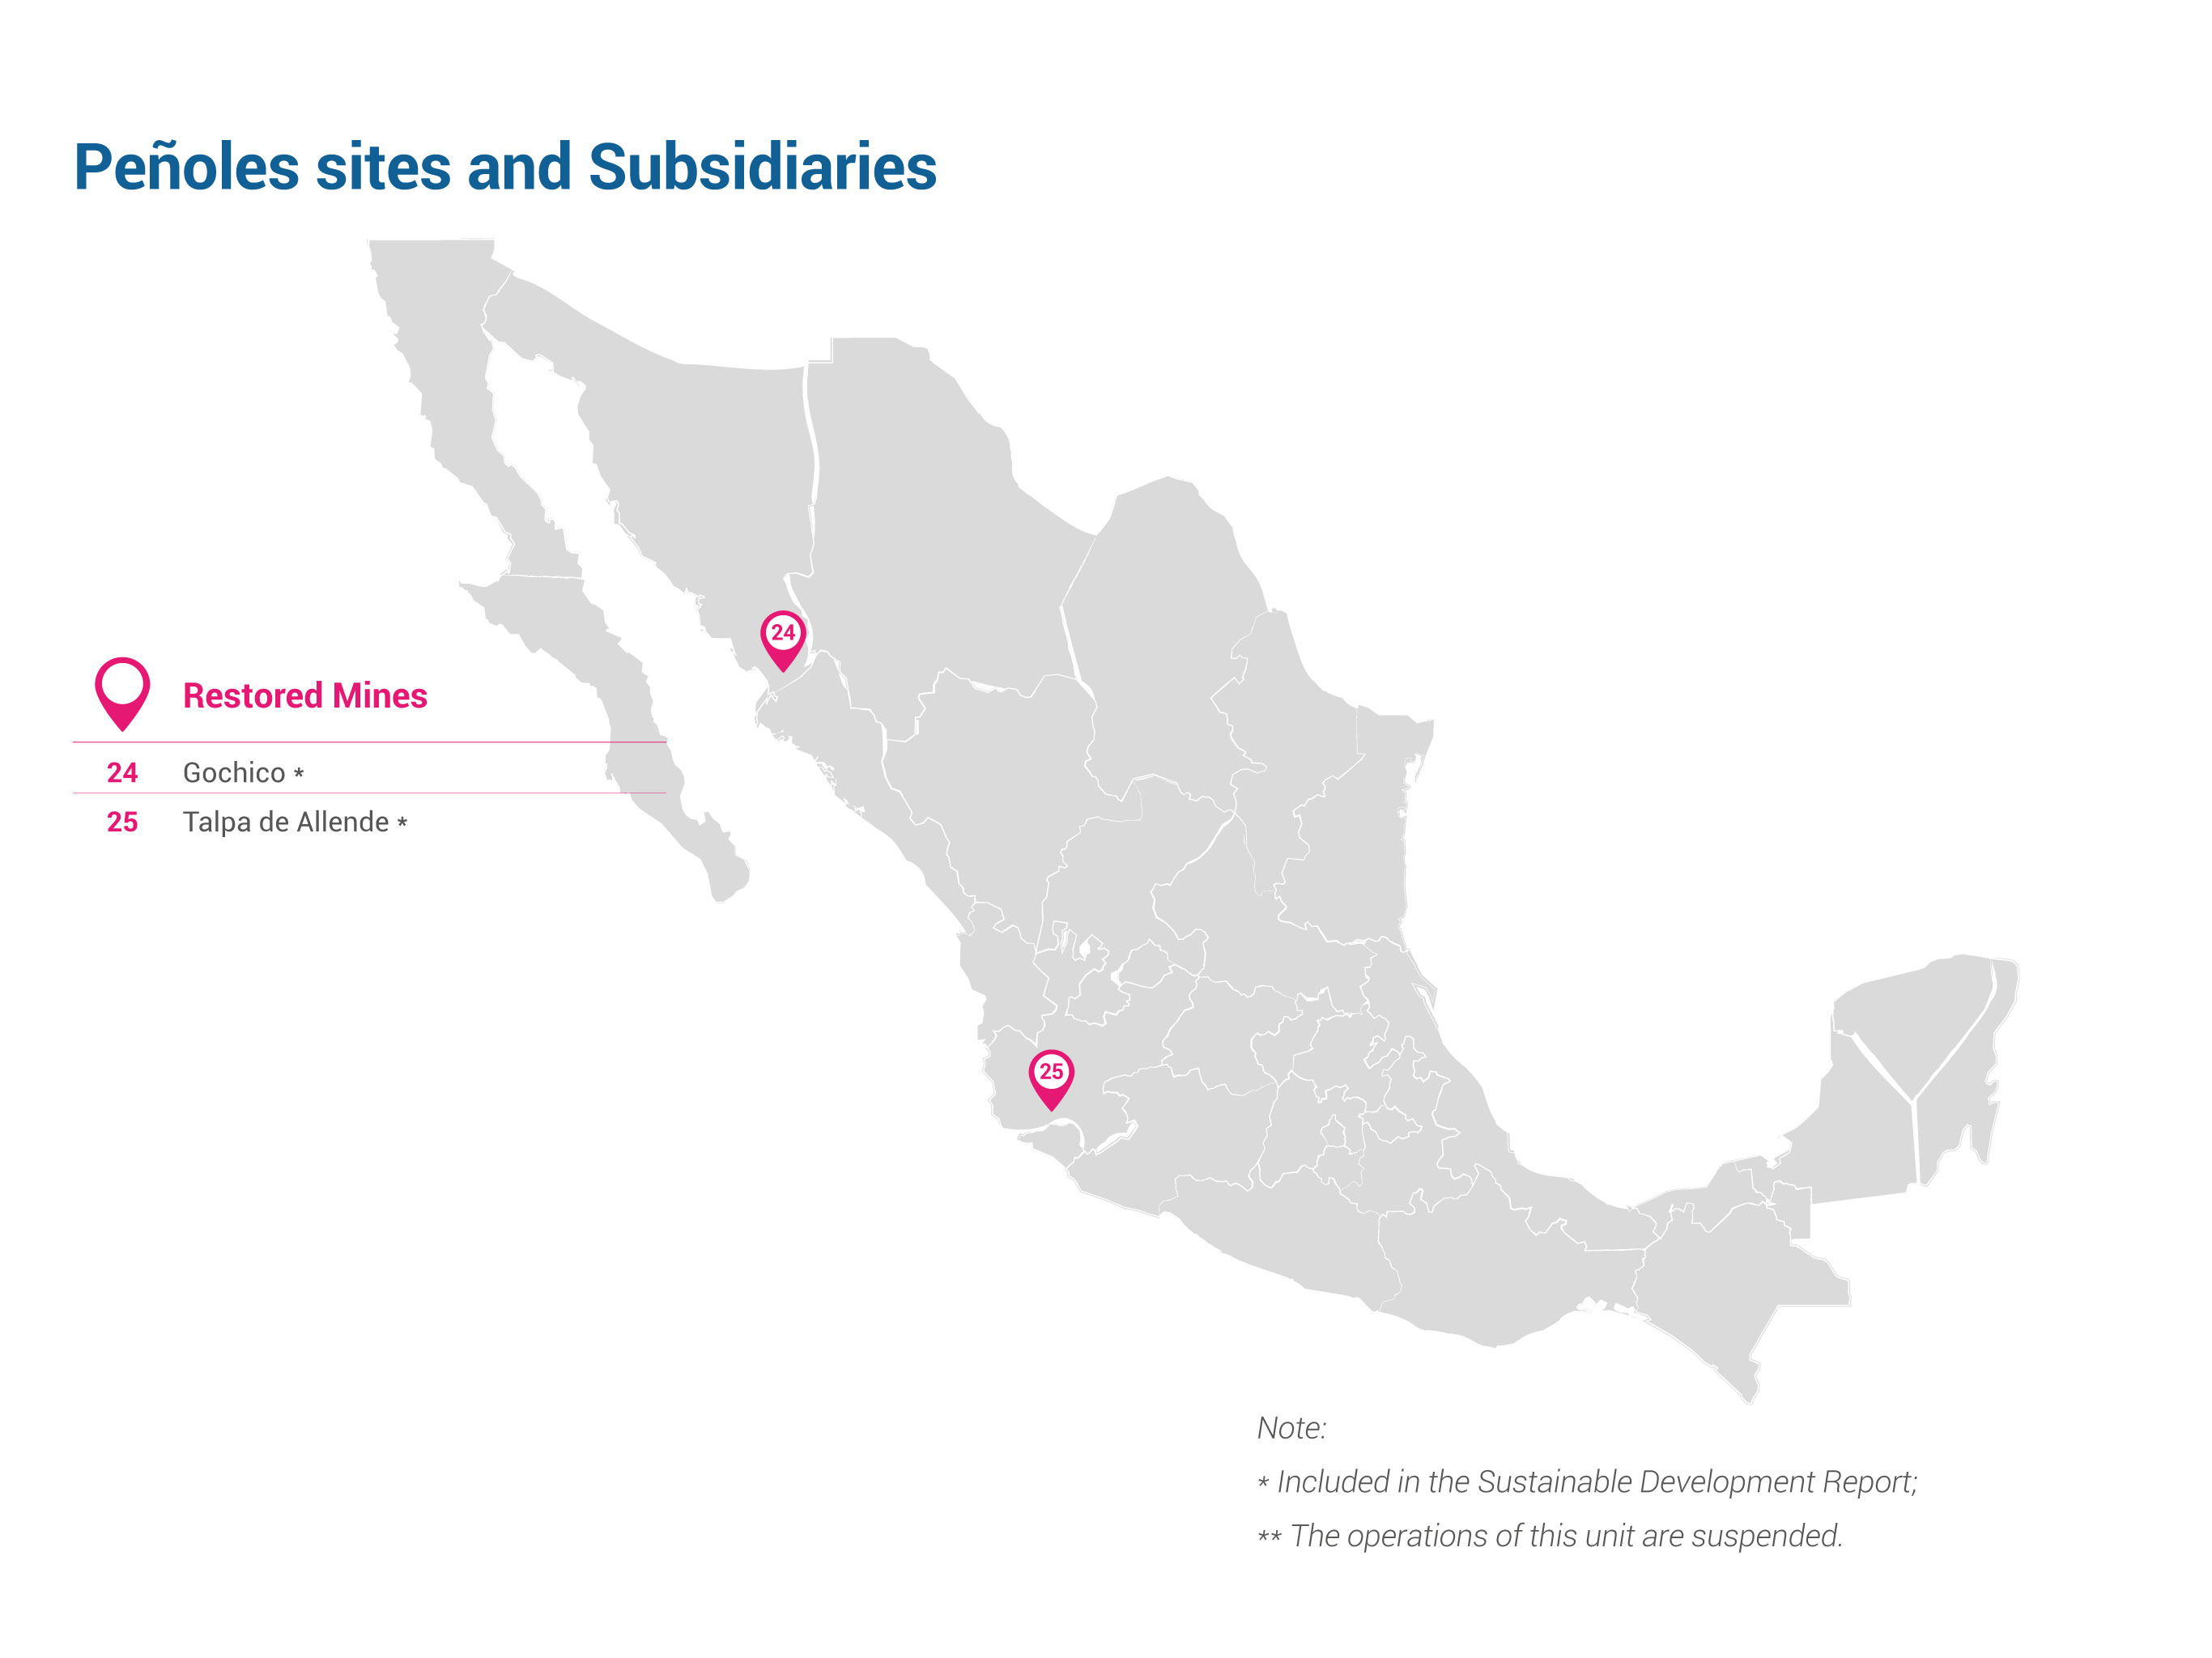 Peñoles sites and Subsidiaries
24
Restored Mines
24 Gochico *
25 Talpa de Allende *
25
Note:
* Included in the Sustainable Development Report;
** The operations of this unit are suspended.